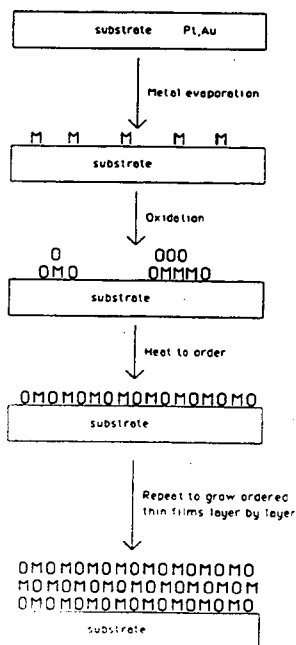 substrate Pt,Au
Metal evaporation
M M M M M
substrate
Oxidation
O OOO
OMO OMMMO
substrate
Heat to order
OMOMOMOMOMOMOMOMO
substrate
Repeat to grow ordered
thin films layer by layer
OMOMOMOMOMOMOMOMO
MOMOMOMOMOMOMOMOM
OMOMOMOMOMOMOMOMO
substrate